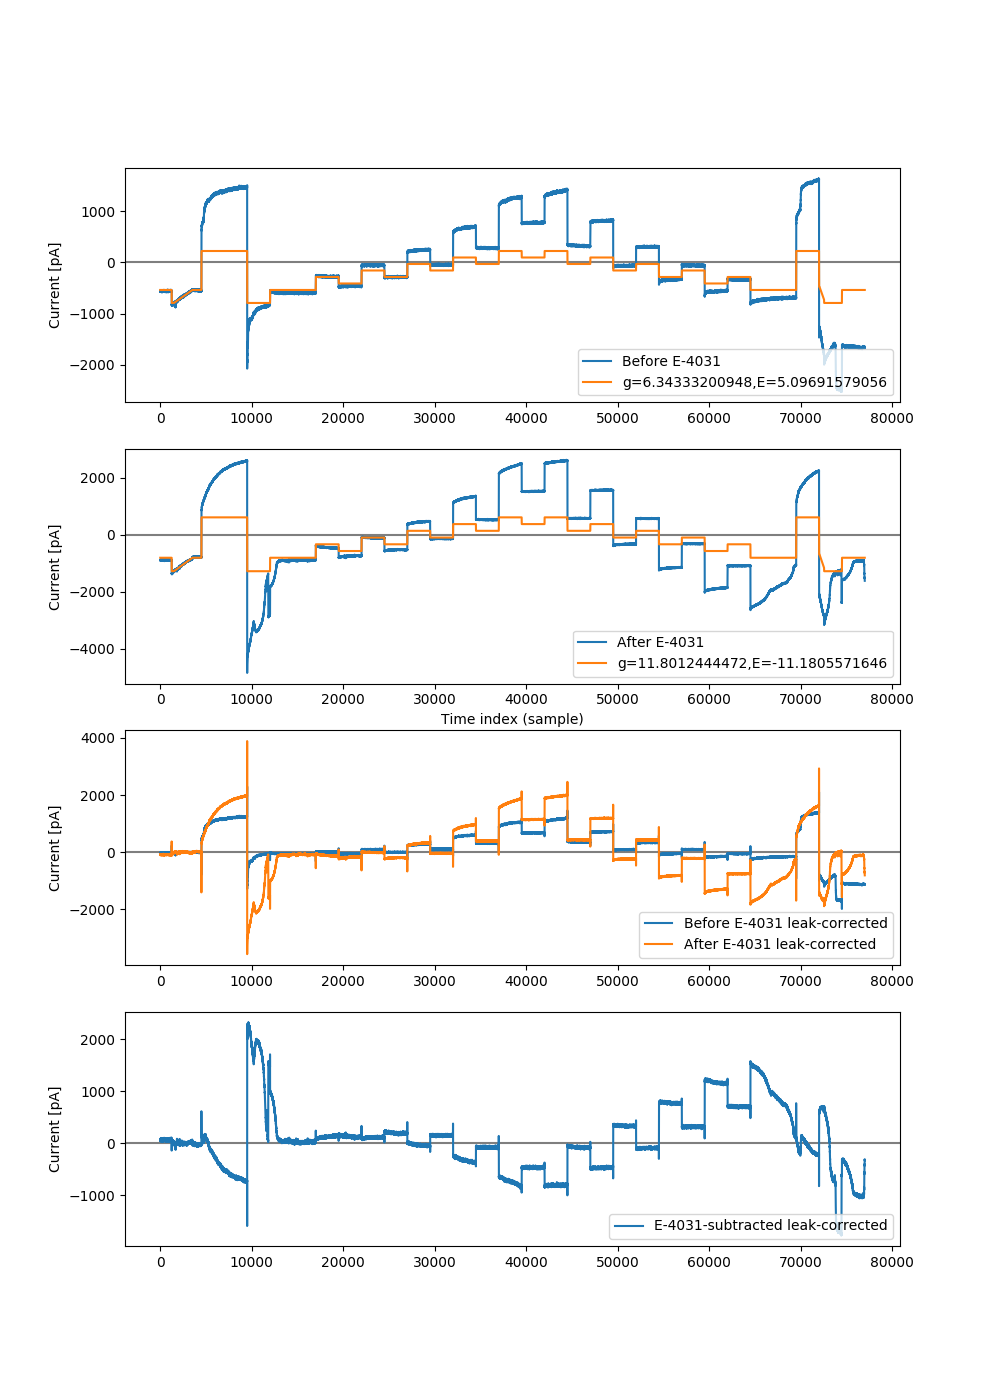 1000
0
−1000
−2000
Current [pA]
Before E-4031
g=6.34333200948,E=5.09691579056
0 10000 20000 30000 40000 50000 60000 70000 80000
2000
0
−2000
−4000
Current [pA]
After E-4031
g=11.8012444472,E=-11.1805571646
0 10000 20000 30000 40000 50000 60000 70000 80000
Time index (sample)
4000
2000
0
−2000
Current [pA]
Before E-4031 leak-corrected
After E-4031 leak-corrected
0 10000 20000 30000 40000 50000 60000 70000 80000
2000
1000
0
−1000
Current [pA]
E-4031-subtracted leak-corrected
0 10000 20000 30000 40000 50000 60000 70000 80000